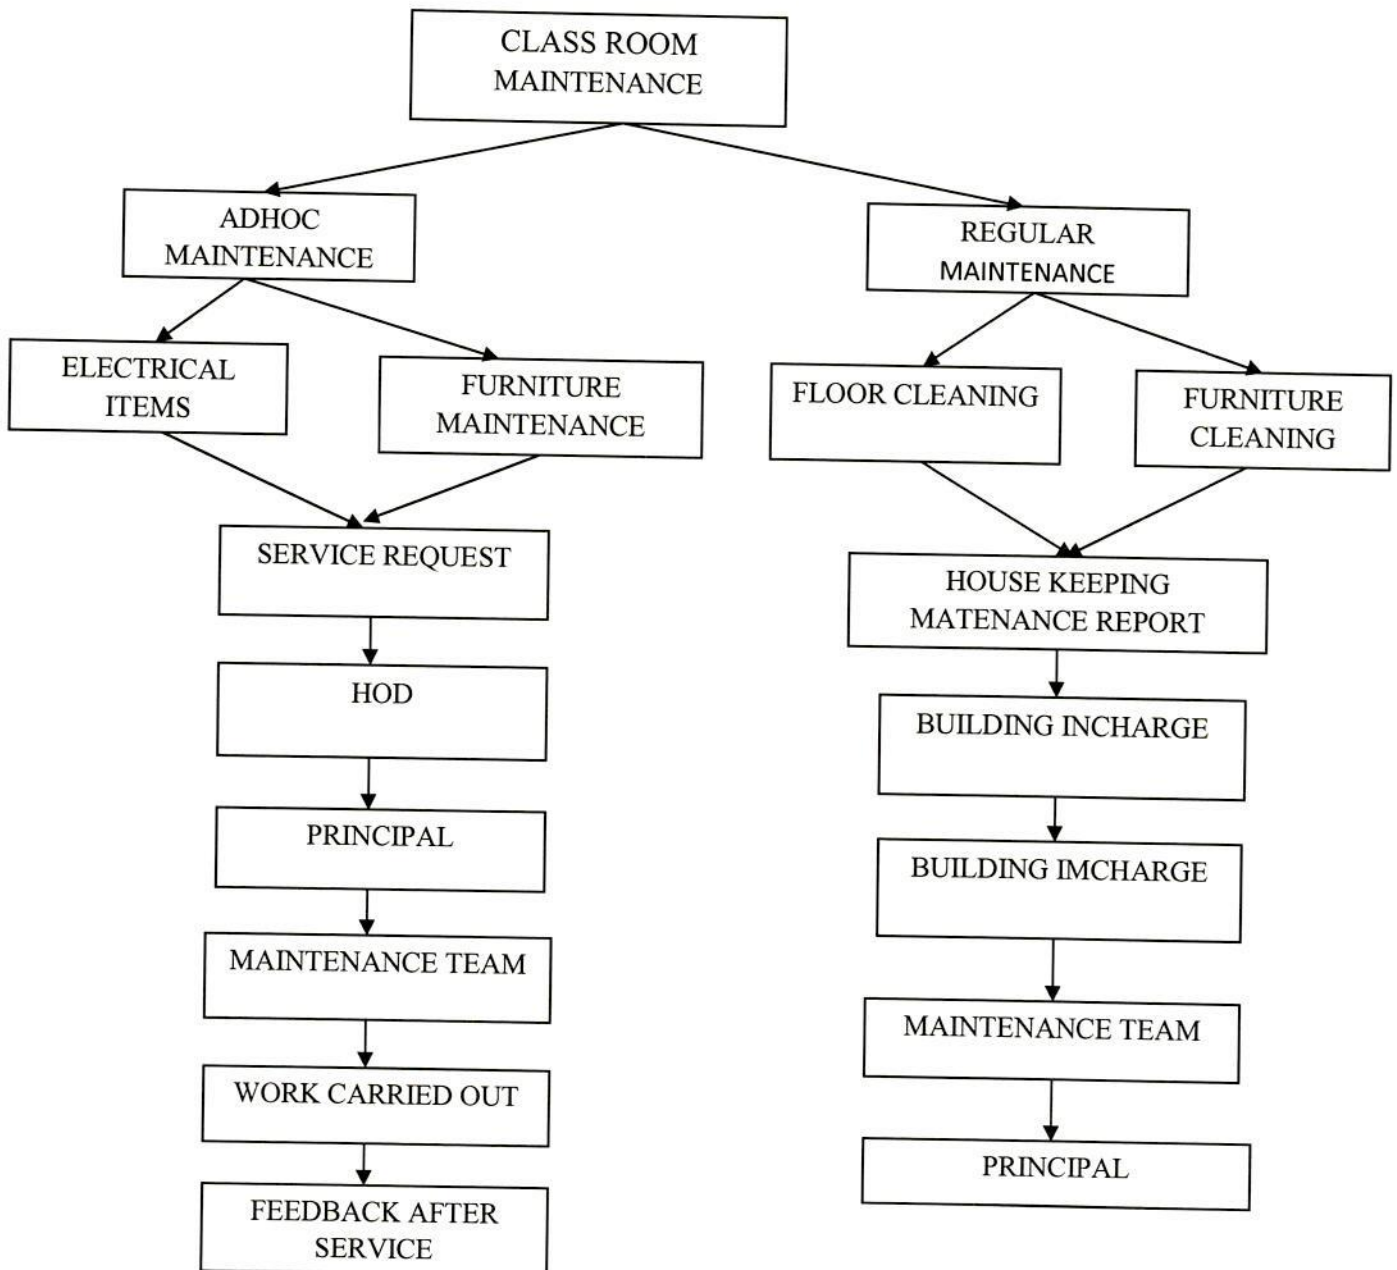 CLASS ROOM
MAINTENANCE
ADHOC
MAINTENANCE
REGULAR
MAINTENANCE
ELECTRICAL
ITEMS
FURNITURE
MAINTENANCE
FLOOR CLEANING
FURNITURE
CLEANING
SERVICE REQUEST
HOUSE KEEPING
MATENANCE REPORT
HOD
BUILDING INCHARGE
PRINCIPAL
BUILDING IMCHARGE
MAINTENANCE TEAM
MAINTENANCE TEAM
WORK CARRIED OUT
PRINCIPAL
FEEDBACK AFTER
SERVICE